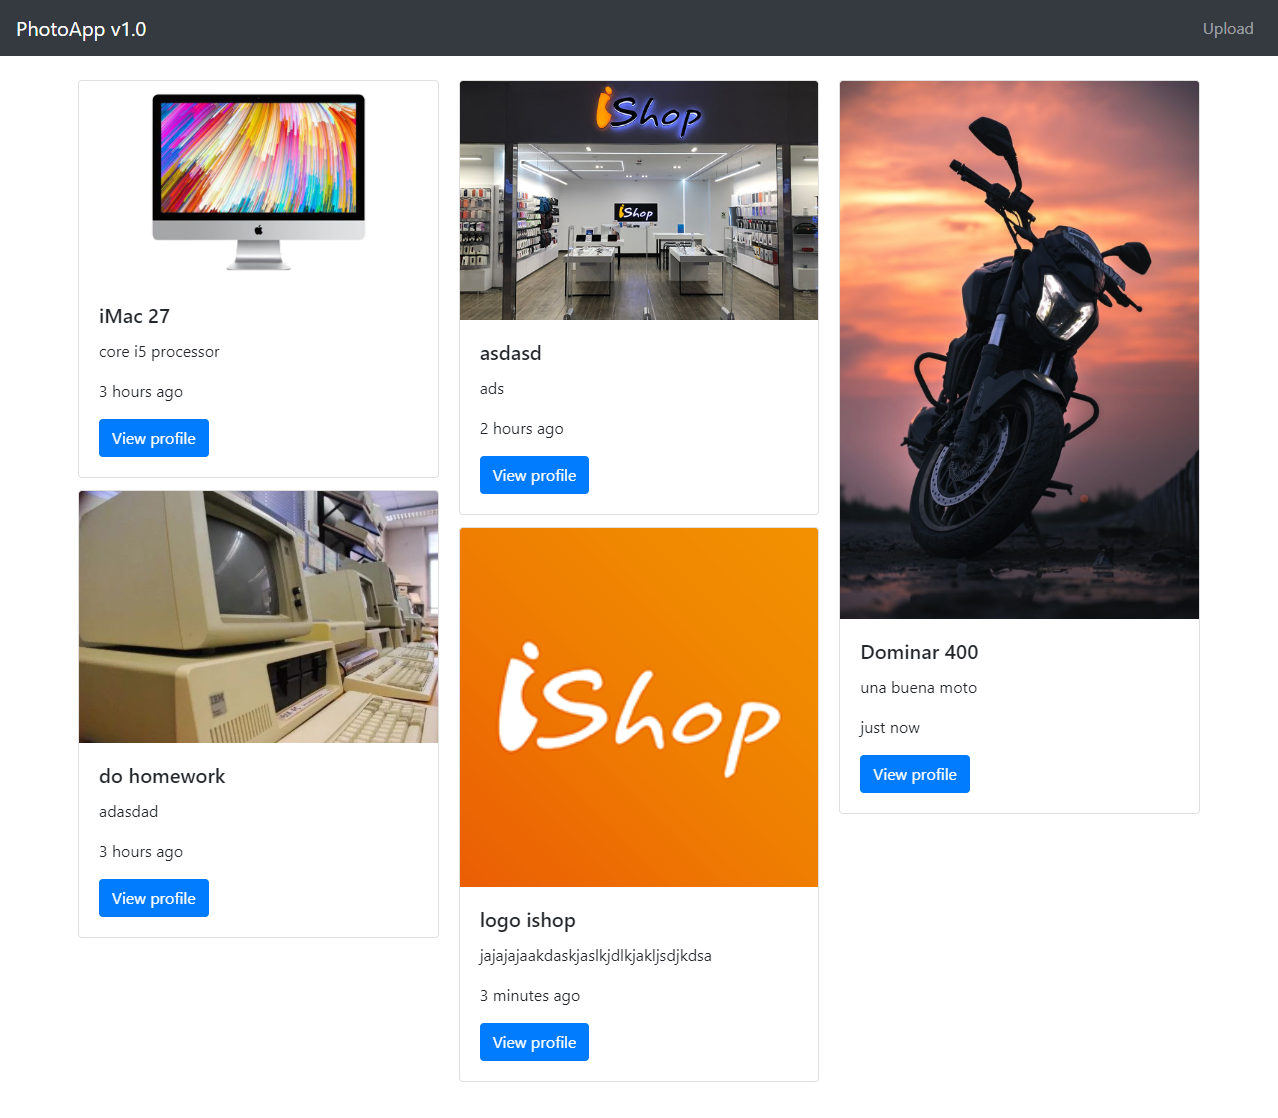 PhotoApp v1.0
Upload
iMac 27
core i5 processor
3 hours ago
View profile
IBM
do homework
adasdad
3 hours ago
View profile
iShop
iShop
asdasd
ads
2 hours ago
View profile
iShop
logo ishop
jajajajaakdaskjaslkjdlkjakljsdjkdsa
3 minutes ago
View profile
Dominar 400
una buena moto
just now
View profile